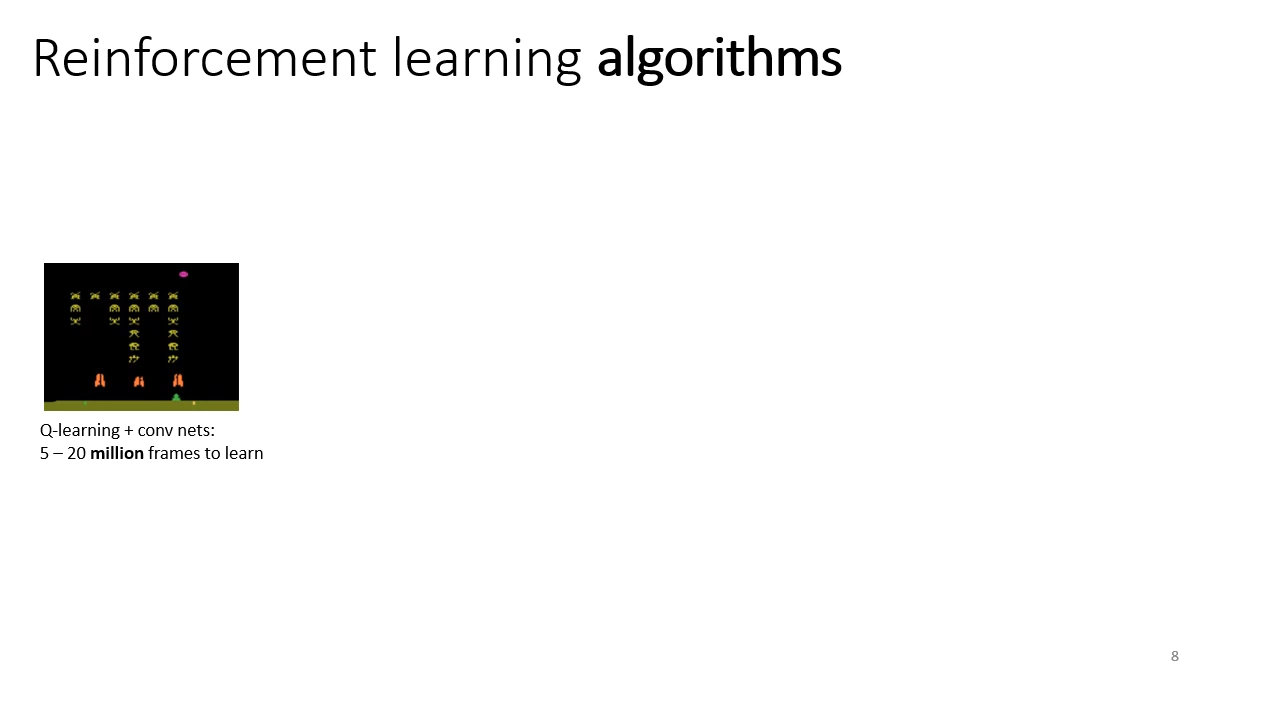 Reinforcement learning algorithms
Q-learning + conv nets:
5 – 20 million frames to learn
8